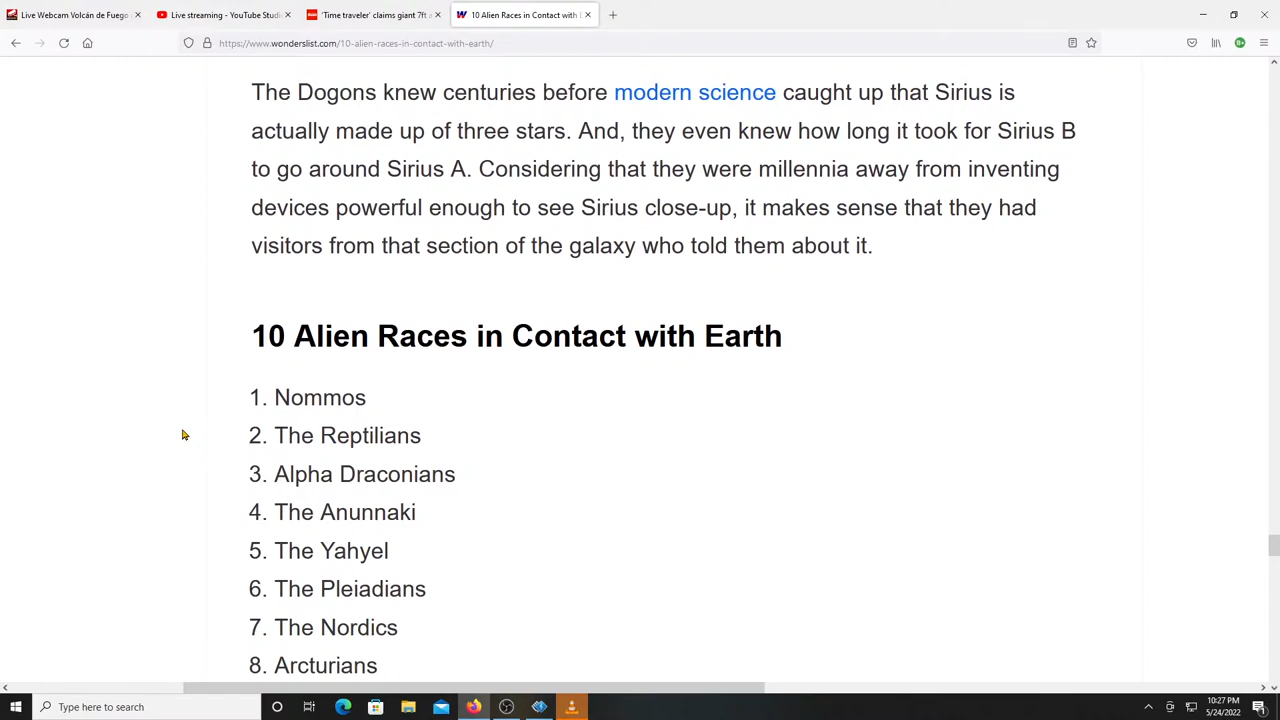 Live Webcam Volcán de Fuego
Live streaming - YouTube Studi
'Time traveler' claims giant 7ft a
10 Alien Races in Contact with E
https://www.wonderslist.com/10-alien-races-in-contact-with-earth/
The Dogons knew centuries before modern science caught up that Sirius is
actually made up of three stars. And, they even knew how long it took for Sirius B
to go around Sirius A. Considering that they were millennia away from inventing
devices powerful enough to see Sirius close-up, it makes sense that they had
visitors from that section of the galaxy who told them about it.
10 Alien Races in Contact with Earth
1. Nommos
2. The Reptilians
3. Alpha Draconians
4. The Anunnaki
5. The Yahyel
6. The Pleiadians
7. The Nordics
8. Arcturians
Type here to search
10:27 PM
5/24/2022